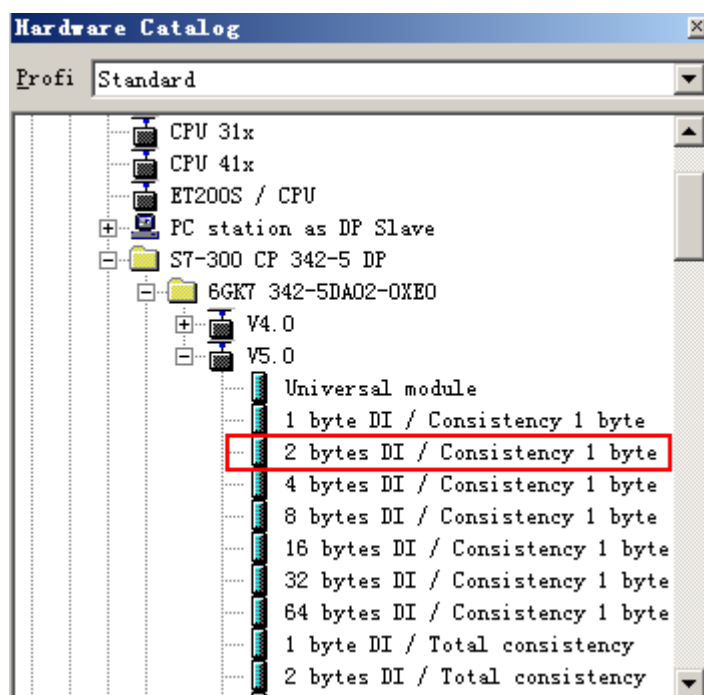 Hardware Catalog
Profi Standard
CPU 31x
CPU 41x
ET200S / CPU
PC station as DP Slave
S7-300 CP 342-5 DP
6GK7 342-5DA02-0XE0
V4.0
V5.0
Universal module
1 byte DI / Consistency 1 byte
2 bytes DI / Consistency 1 byte
4 bytes DI / Consistency 1 byte
8 bytes DI / Consistency 1 byte
16 bytes DI / Consistency 1 byte
32 bytes DI / Consistency 1 byte
64 bytes DI / Consistency 1 byte
1 byte DI / Total consistency
2 bytes DI / Total consistency